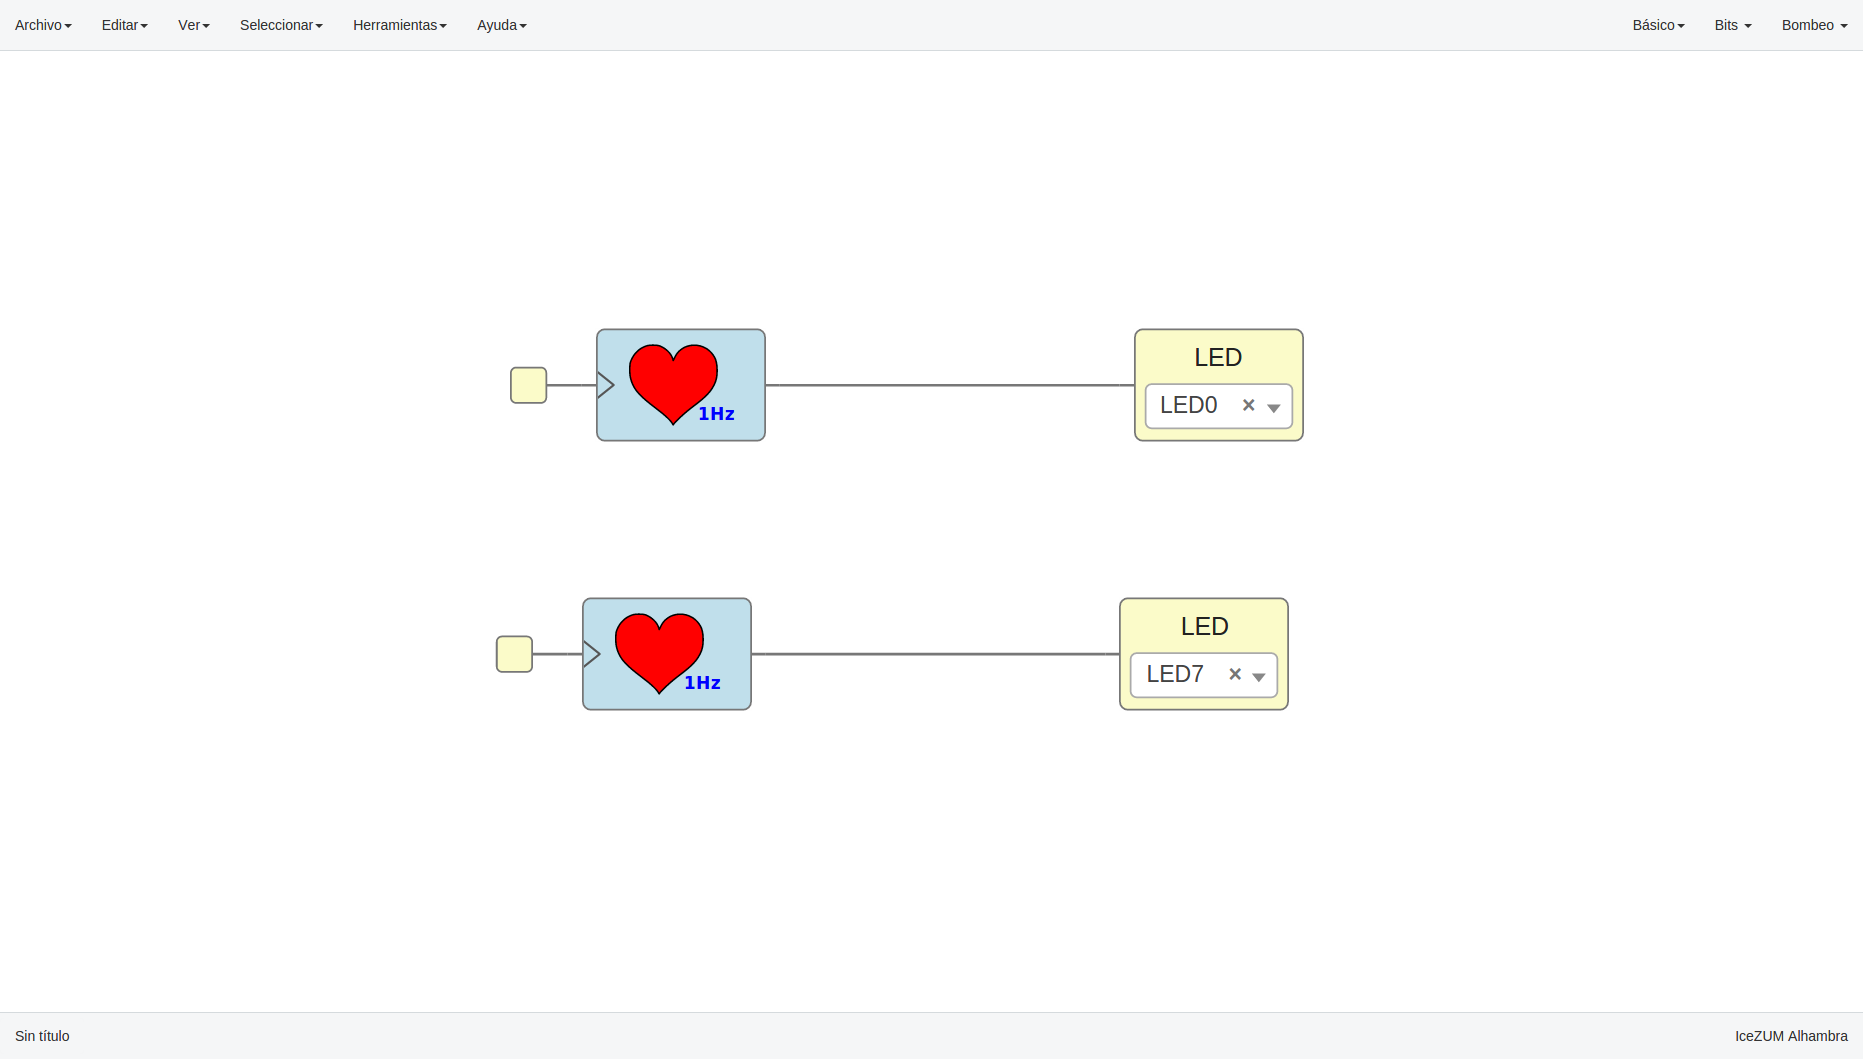 Archivo Editar Ver Seleccionar Herramientas Ayuda Básico Bits Bombeo
LED
LED0 ×
1Hz
LED
LED7 ×
1Hz
Sin título IceZUM Alhambra